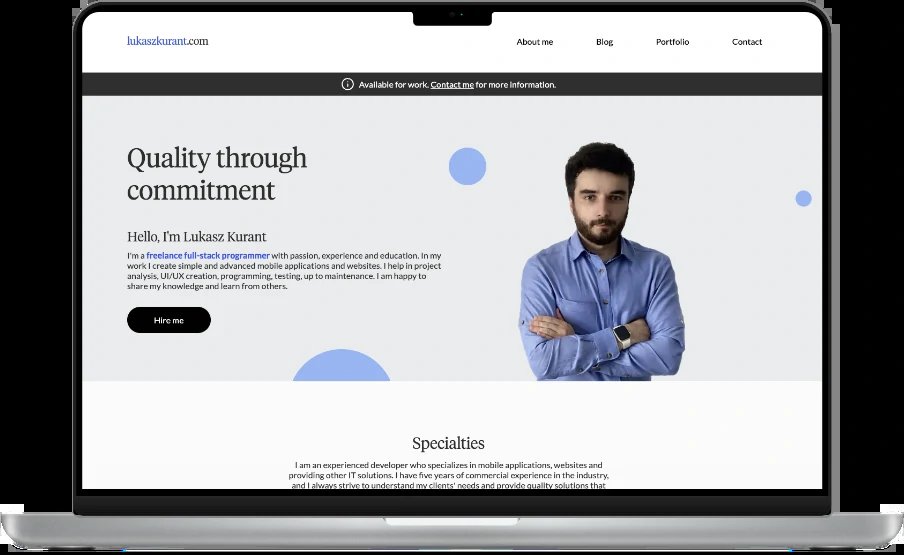 lukaszkurant.com
About me Blog Portfolio Contact
Available for work. Contact me for more information.
Quality through
commitment
Hello, I'm Lukasz Kurant
I'm a freelance full-stack programmer with passion, experience and education. In my
work I create simple and advanced mobile applications and websites. I help in project
analysis, UI/UX creation, programming, testing, up to maintenance. I am happy to
share my knowledge and learn from others.
Hire me
Specialties
I am an experienced developer who specializes in mobile applications, websites and
providing other IT solutions. I have five years of commercial experience in the industry,
and I always strive to understand my clients' needs and provide quality solutions that